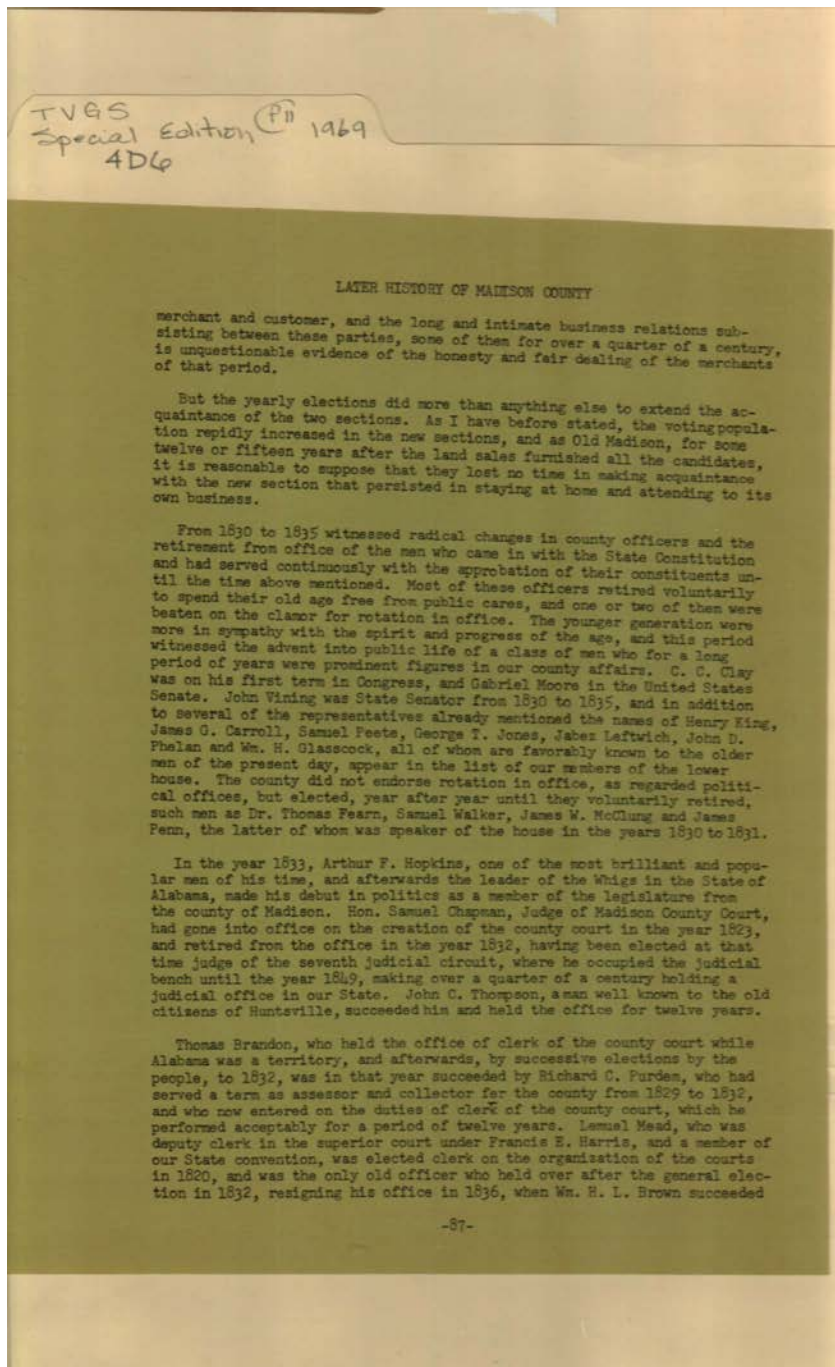 TVGS
Special Edition PII 1969
4D6
LATER HISTORY OF MADISON COUNTY
merchant and customer, and the long and intimate business relations sub-
sisting between these parties, some of them for over a quarter of a century,
is unquestionable evidence of the honesty and fair dealing of the merchants
of that period.
But the yearly elections did more than anything else to extend the ac-
quaintance of the two sections. As I have before stated, the voting popula-
tion repidly increased in the new sections, and as Old Madison, for some
twelve or fifteen years after the land sales furnished all the candidates,
it is reasonable to suppose that they lost no time in making acquaintance
with the new section that persisted in staying at home and attending to its
own business.
From 1830 to 1835 witnessed radical changes in county officers and the
retirement from office of the men who came in with the State Constitution
and had served continuously with the approbation of their constituents un-
til the time above mentioned. Most of these officers retired voluntarily
to spend their old age free from public cares, and one or two of them were
beaten on the clamor for rotation in office. The younger generation were
more in sympathy with the spirit and progress of the age, and this period
witnessed the advent into public life of a class of men who for a long
period of years were prominent figures in our county affairs. C. C. Clay
was on his first term in Congress, and Gabriel Moore in the United States
Senate. John Vining was State Senator from 1830 to 1835, and in addition
to several of the representatives already mentioned the names of Henry King,
James G. Carroll, Samuel Peete, George T. Jones, Jabez Leftwich, John D.
Phelan and Wm. H. Glasscock, all of whom are favorably known to the older
men of the present day, appear in the list of our members of the lower
house. The county did not endorse rotation in office, as regarded politi-
cal offices, but elected, year after year until they voluntarily retired,
such men as Dr. Thomas Fearn, Samuel Walker, James W. McClung and James
Penn, the latter of whom was speaker of the house in the years 1830 to 1831.
In the year 1833, Arthur F. Hopkins, one of the most brilliant and popu-
lar men of his time, and afterwards the leader of the Whigs in the State of
Alabama, made his debut in politics as a member of the legislature from
the county of Madison. Hon. Samuel Chapman, Judge of Madison County Court,
had gone into office on the creation of the county court in the year 1823,
and retired from the office in the year 1832, having been elected at that
time judge of the seventh judicial circuit, where he occupied the judicial
bench until the year 1849, making over a quarter of a century holding a
judicial office in our State. John C. Thompson, a man well known to the old
citizens of Huntsville, succeeded him and held the office for twelve years.
Thomas Brandon, who held the office of clerk of the county court while
Alabama was a territory, and afterwards, by successive elections by the
people, to 1832, was in that year succeeded by Richard C. Purdem, who had
served a term as assessor and collector for the county from 1829 to 1832,
and who now entered on the duties of clerk of the county court, which he
performed acceptably for a period of twelve years. Lemuel Mead, who was
deputy clerk in the superior court under Francis E. Harris, and a member of
our State convention, was elected clerk on the organization of the courts
in 1820, and was the only old officer who held over after the general elec-
tion in 1832, resigning his office in 1836, when Wm. H. L. Brown succeeded
-87-